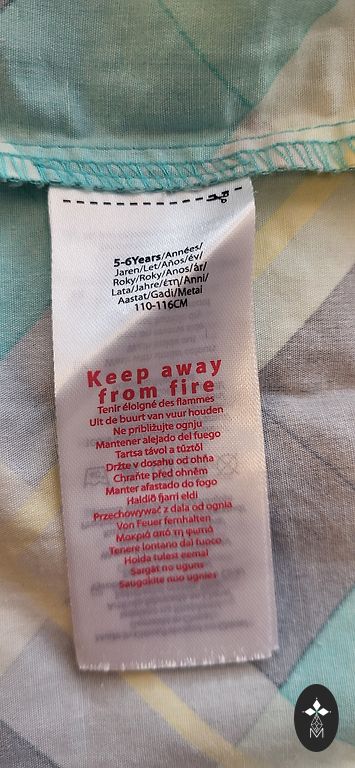 5-6Years/Années/
Jaren/Let/Años/év/
Roky/Roky/Anos/ár/
Lata/Jahre/έτη/Anni/
Aastat/Gadi/Metai
110-116CM
Keep away
from fire
Tenir éloigné des flammes
Uit de buurt van vuur houden
Ne približujte ognju
Mantener alejado del fuego
Tartsa távol a tűztől
Držte v dosahu od ohňa
Chraňte před ohněm
Manter afastado do fogo
Haldið fjarri eldi
Przechowywać z dala od ognia
Von Feuer fernhalten
Μακριά από τη φωτιά
Tenere lontano dal fuoco
Hoida tulest eemal
Sargāt no uguns
Saugokite nuo ugnies
M